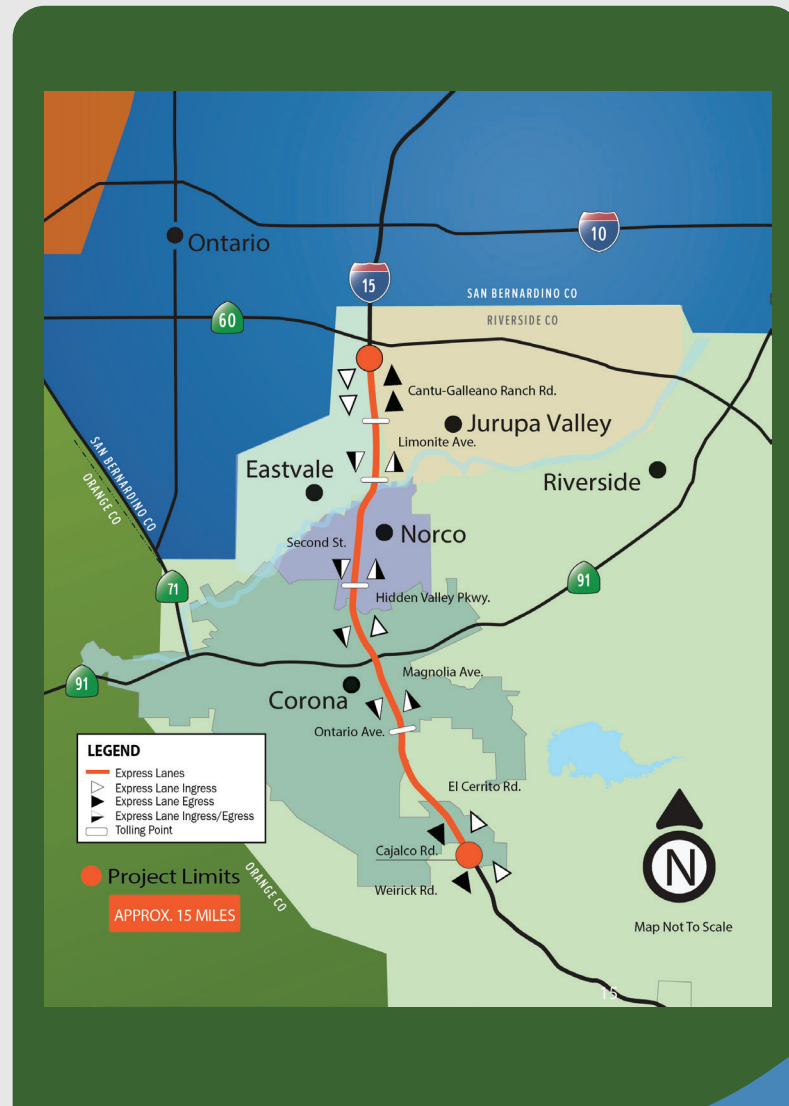 Ontario
10
15
SAN BERNARDINO CO
RIVERSIDE CO
60
Cantu-Galleano Ranch Rd.
Jurupa Valley
Limonite Ave.
SAN BERNARDINO CO
ORANGE CO
Eastvale
Riverside
Second St.
Norco
71
91
Hidden Valley Pkwy.
91
Magnolia Ave.
Corona
Ontario Ave.
LEGEND
Express Lanes
Express Lane Ingress
Express Lane Egress
Express Lane Ingress/Egress
Tolling Point
El Cerrito Rd.
Cajalco Rd.
Weirick Rd.
Project Limits
APPROX. 15 MILES
ORANGE CO
N
Map Not To Scale
15